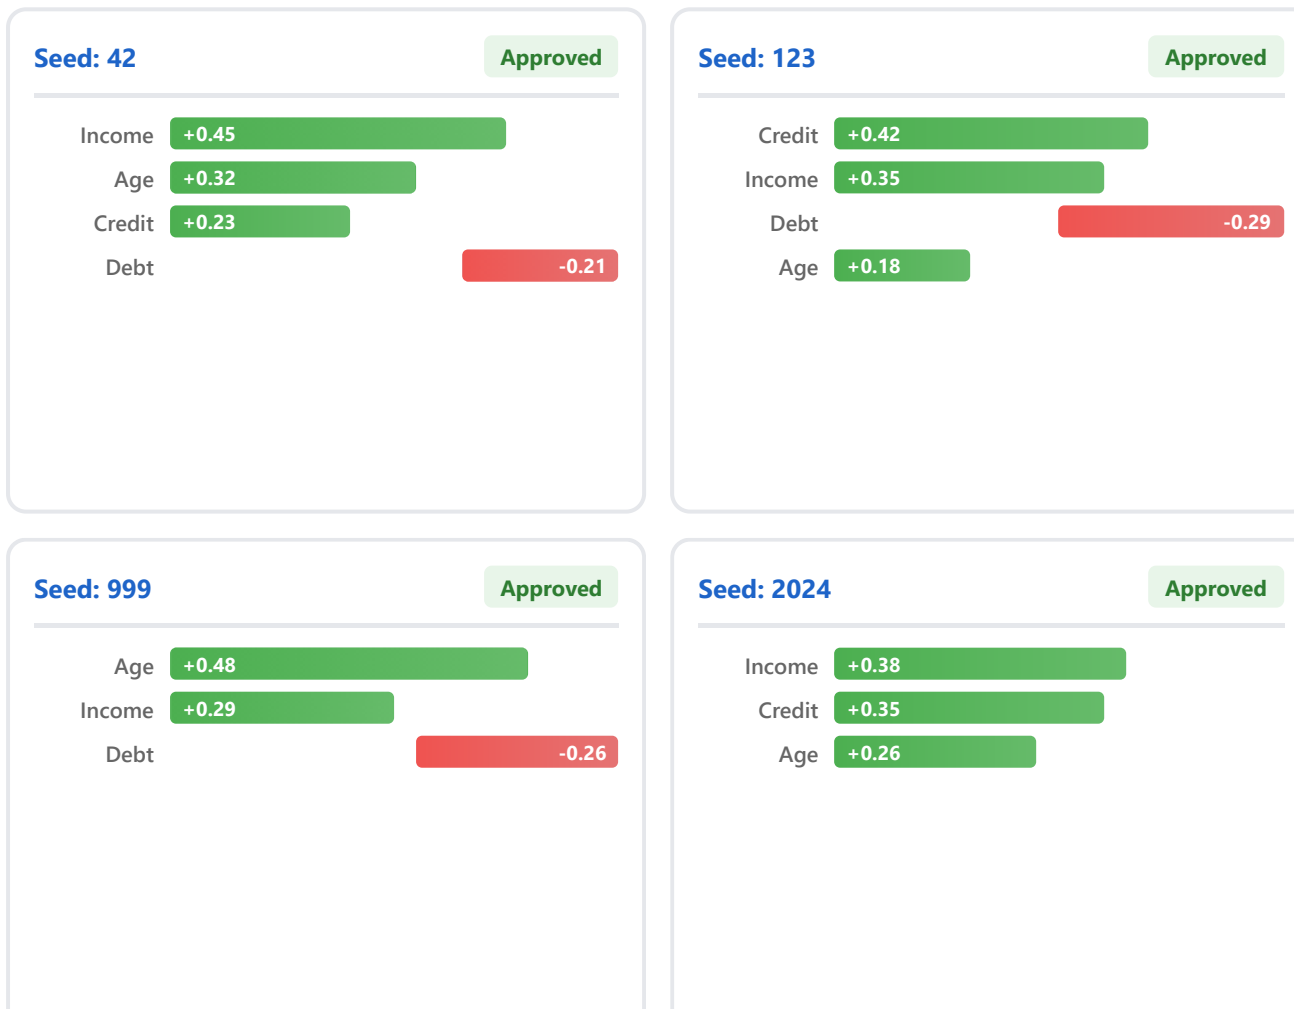 Seed: 42 Approved
Income +0.45
Age +0.32
Credit +0.23
Debt -0.21
Seed: 123 Approved
Credit +0.42
Income +0.35
Debt -0.29
Age +0.18
Seed: 999 Approved
Age +0.48
Income +0.29
Debt -0.26
Seed: 2024 Approved
Income +0.38
Credit +0.35
Age +0.26